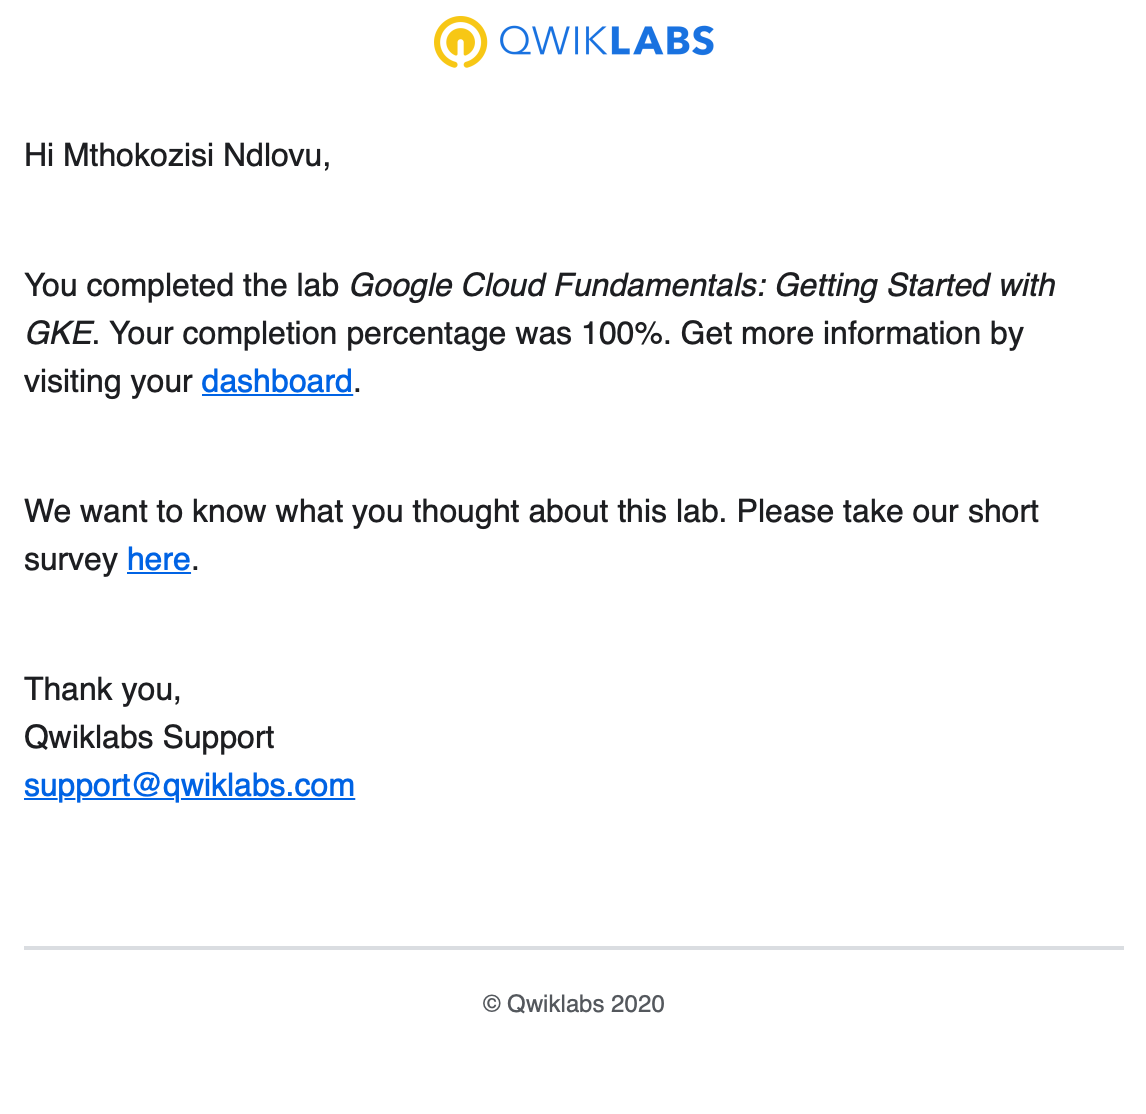 QWIKLABS
Hi Mthokozisi Ndlovu,
You completed the lab Google Cloud Fundamentals: Getting Started with
GKE. Your completion percentage was 100%. Get more information by
visiting your dashboard.
We want to know what you thought about this lab. Please take our short
survey here.
Thank you,
Qwiklabs Support
support@qwiklabs.com
© Qwiklabs 2020